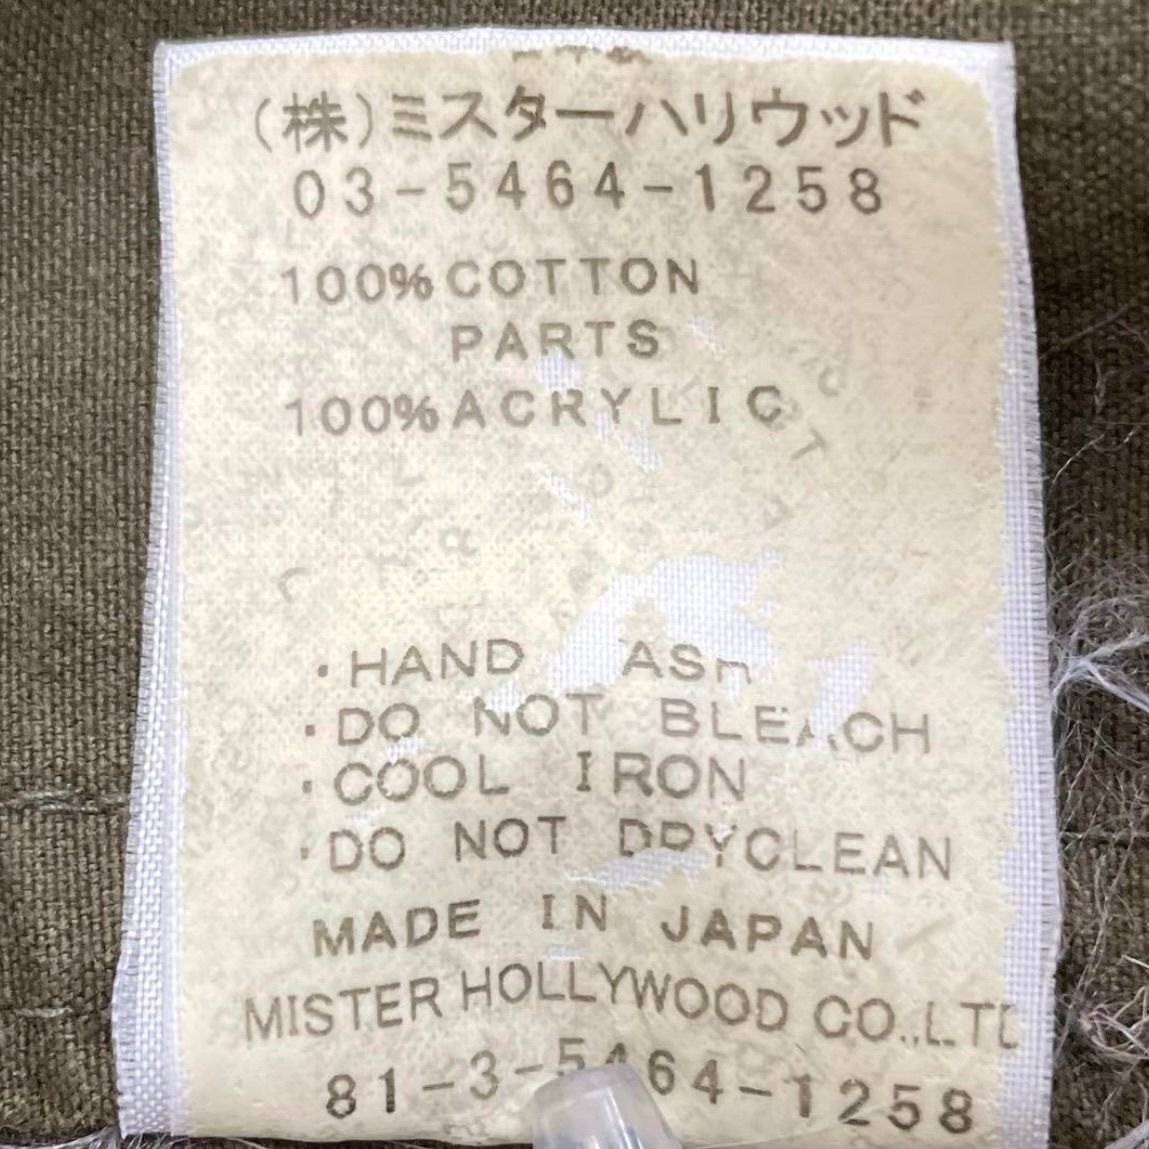 (株)ミスターハリウッド
03-5464-1258
100% COTTON
PARTS
100% ACRYLIC
・HAND ASH
・DO NOT BLEACH
・COOL IRON
・DO NOT DRYCLEAN
MADE IN JAPAN
MISTER HOLLYWOOD CO.,LTD
81-3-5464-1258